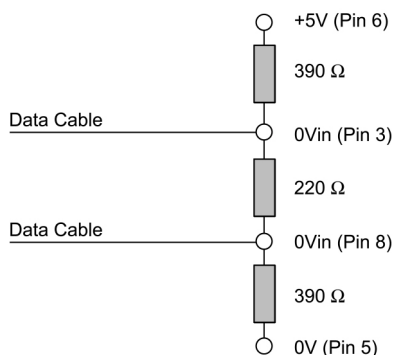 +5V (Pin 6)
390 Ω
Data Cable
0Vin (Pin 3)
220 Ω
Data Cable
0Vin (Pin 8)
390 Ω
0V (Pin 5)